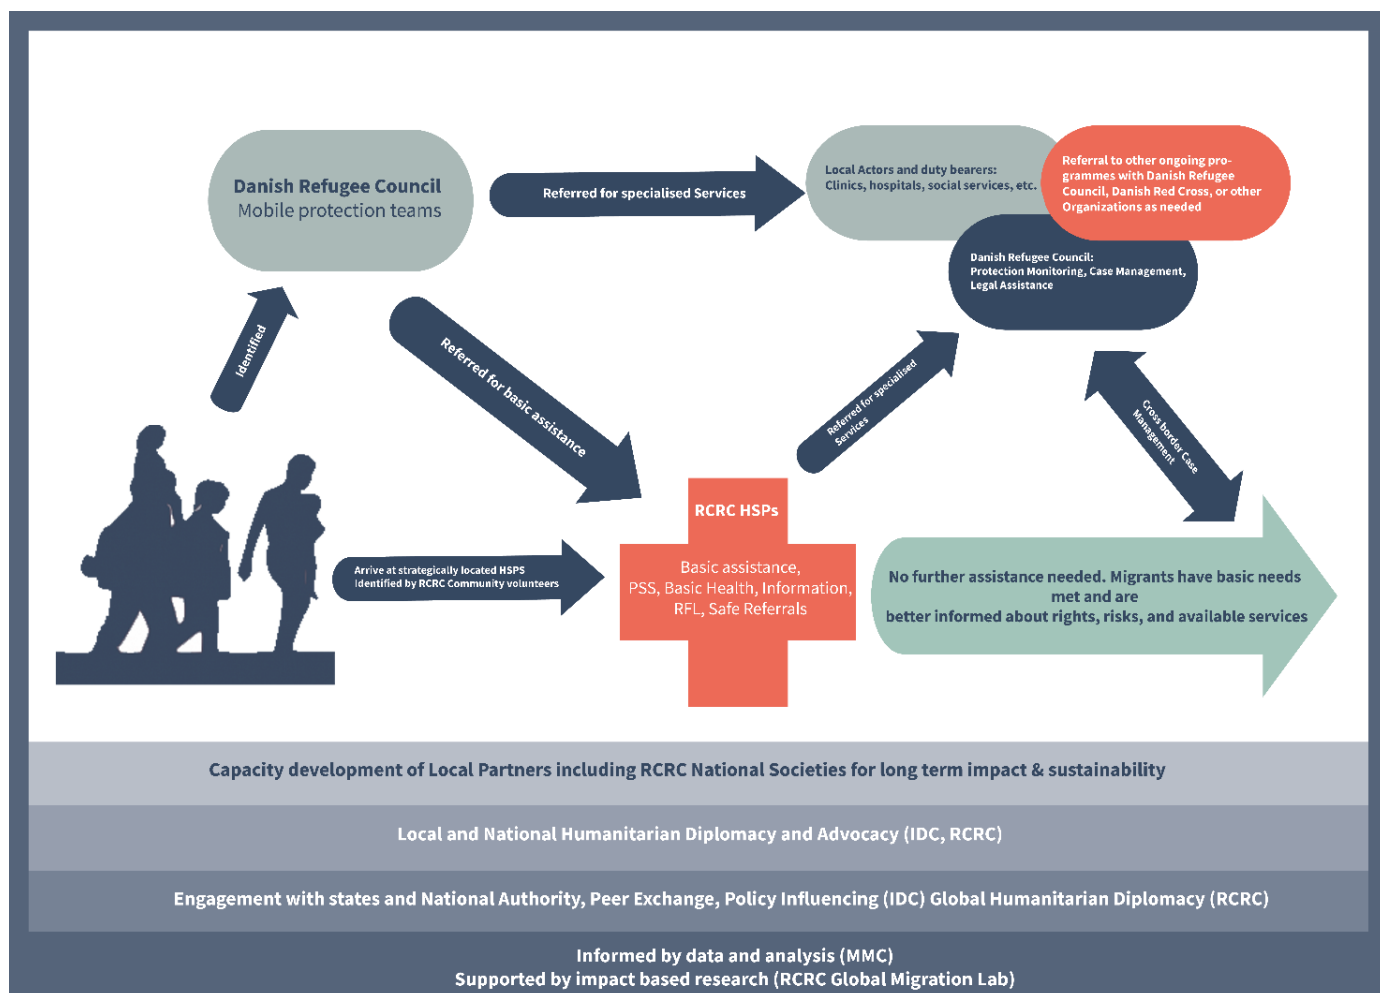 Danish Refugee Council
Mobile protection teams
Referred for specialised Services
Local Actors and duty bearers:
Clinics, hospitals, social services, etc.
Referral to other ongoing pro-
grammes with Danish Refugee
Council, Danish Red Cross, or other
Organizations as needed
Danish Refugee Council:
Protection Monitoring, Case Management,
Legal Assistance
Identified
Referred for basic assistance
Referred for specialised
Services
Cross border Case
Management
Arrive at strategically located HSPS
Identified by RCRC Community volunteers
RCRC HSPs
Basic assistance,
PSS, Basic Health, Information,
RFL, Safe Referrals
No further assistance needed. Migrants have basic needs
met and are
better informed about rights, risks, and available services
Capacity development of Local Partners including RCRC National Societies for long term impact & sustainability
Local and National Humanitarian Diplomacy and Advocacy (IDC, RCRC)
Engagement with states and National Authority, Peer Exchange, Policy Influencing (IDC) Global Humanitarian Diplomacy (RCRC)
Informed by data and analysis (MMC)
Supported by impact based research (RCRC Global Migration Lab)